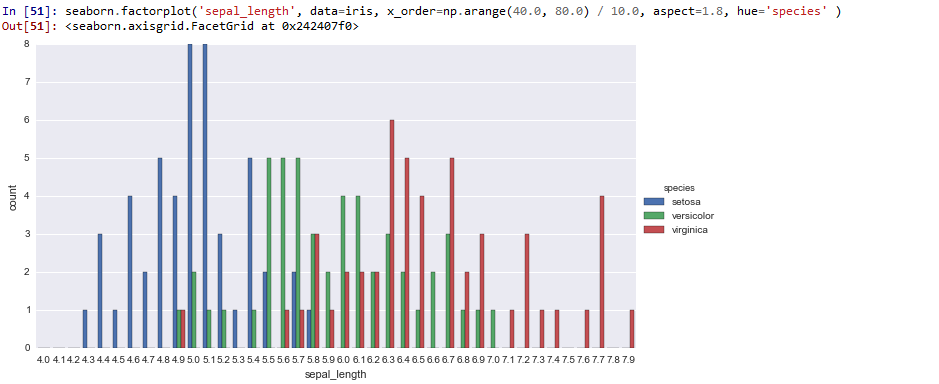 In [51]: seaborn.factorplot('sepal_length', data=iris, x_order=np.arange(40.0, 80.0) / 10.0, aspect=1.8, hue='species' )
Out[51]: <seaborn.axisgrid.FacetGrid at 0x242407f0>
8
7
6
5
4
3
2
1
0
count
4.0 4.1 4.2 4.3 4.4 4.5 4.6 4.7 4.8 4.9 5.0 5.1 5.2 5.3 5.4 5.5 5.6 5.7 5.8 5.9 6.0 6.1 6.2 6.3 6.4 6.5 6.6 6.7 6.8 6.9 7.0 7.1 7.2 7.3 7.4 7.5 7.6 7.7 7.8 7.9
sepal_length
species
setosa
versicolor
virginica